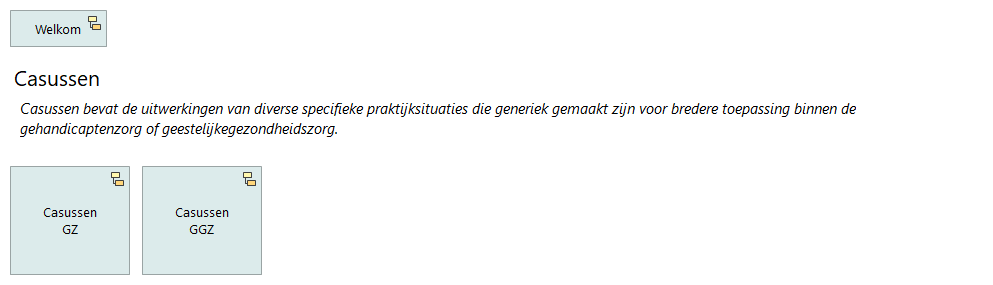 Welkom
Casussen
Casussen bevat de uitwerkingen van diverse specifieke praktijksituaties die generiek gemaakt zijn voor bredere toepassing binnen de
gehandicaptenzorg of geestelijkegezondheidszorg.
Casussen
GZ
Casussen
GGZ